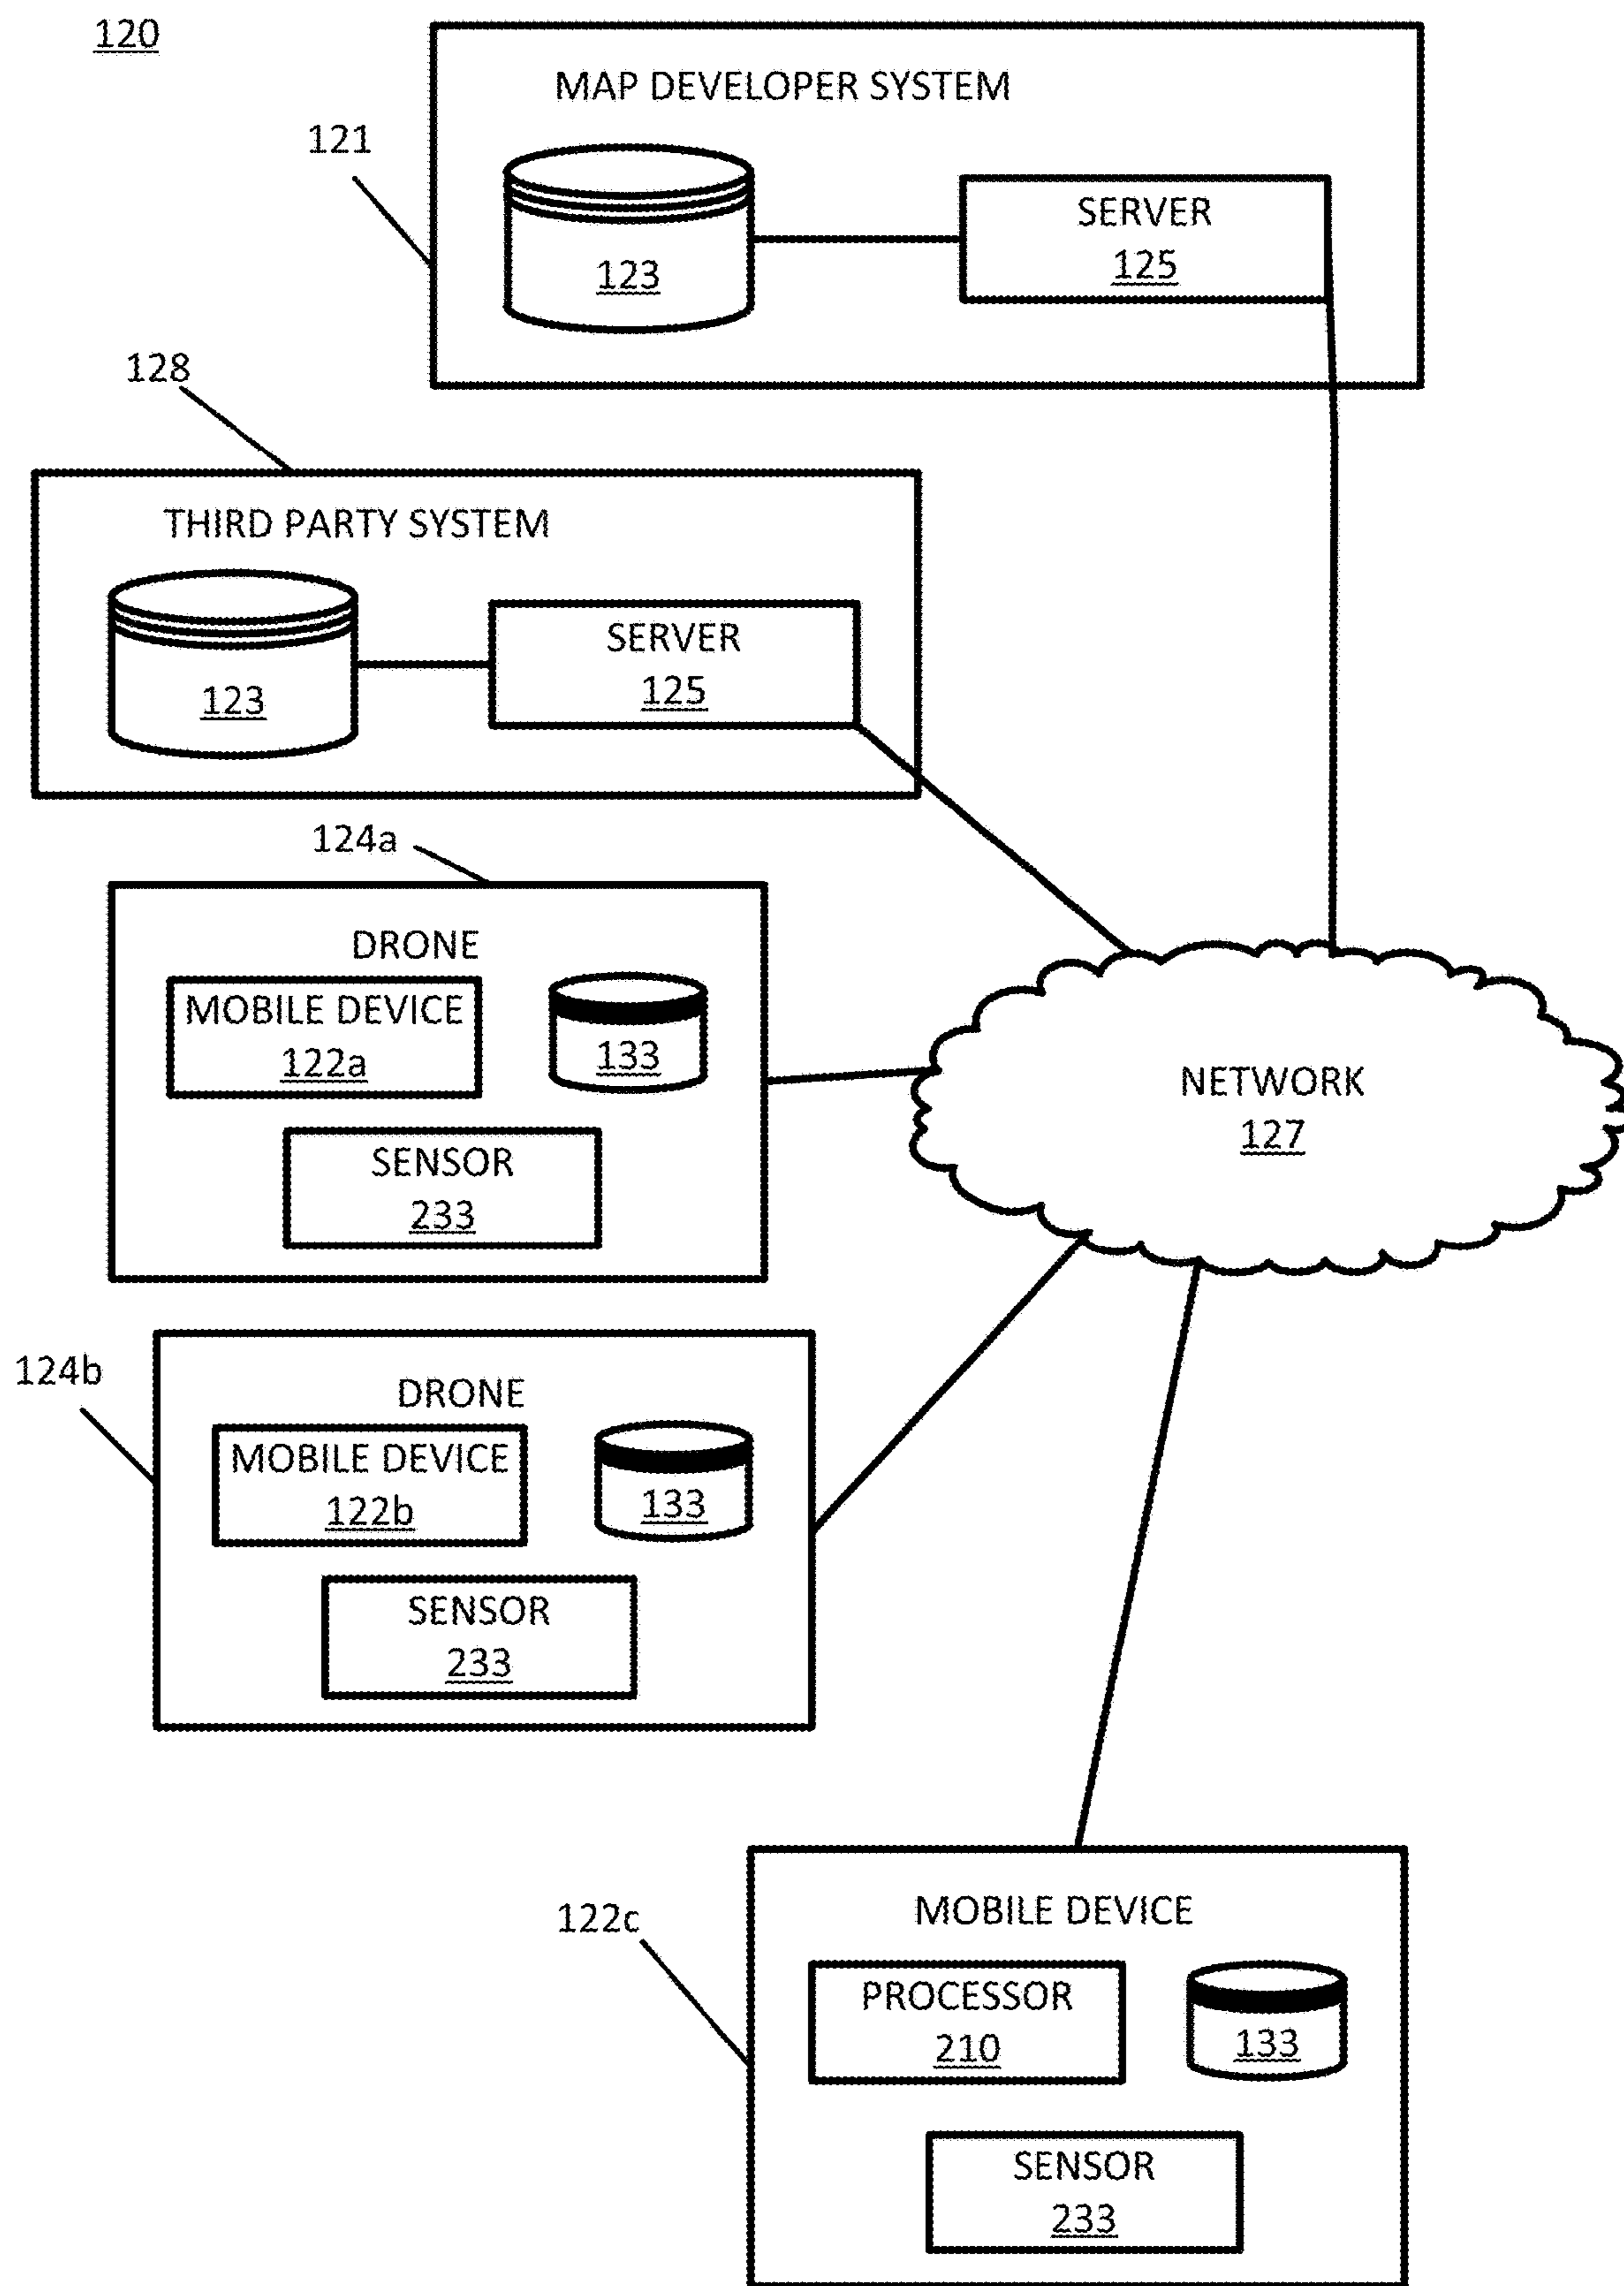 120
MAP DEVELOPER SYSTEM
121
SERVER
123
125
128
THIRD PARTY SYSTEM
SERVER
123
125
124a
DRONE
MOBILE DEVICE
122a
133
SENSOR
233
NETWORK
127
124b
DRONE
MOBILE DEVICE
122b
133
SENSOR
233
122c
MOBILE DEVICE
PROCESSOR
210
133
SENSOR
233